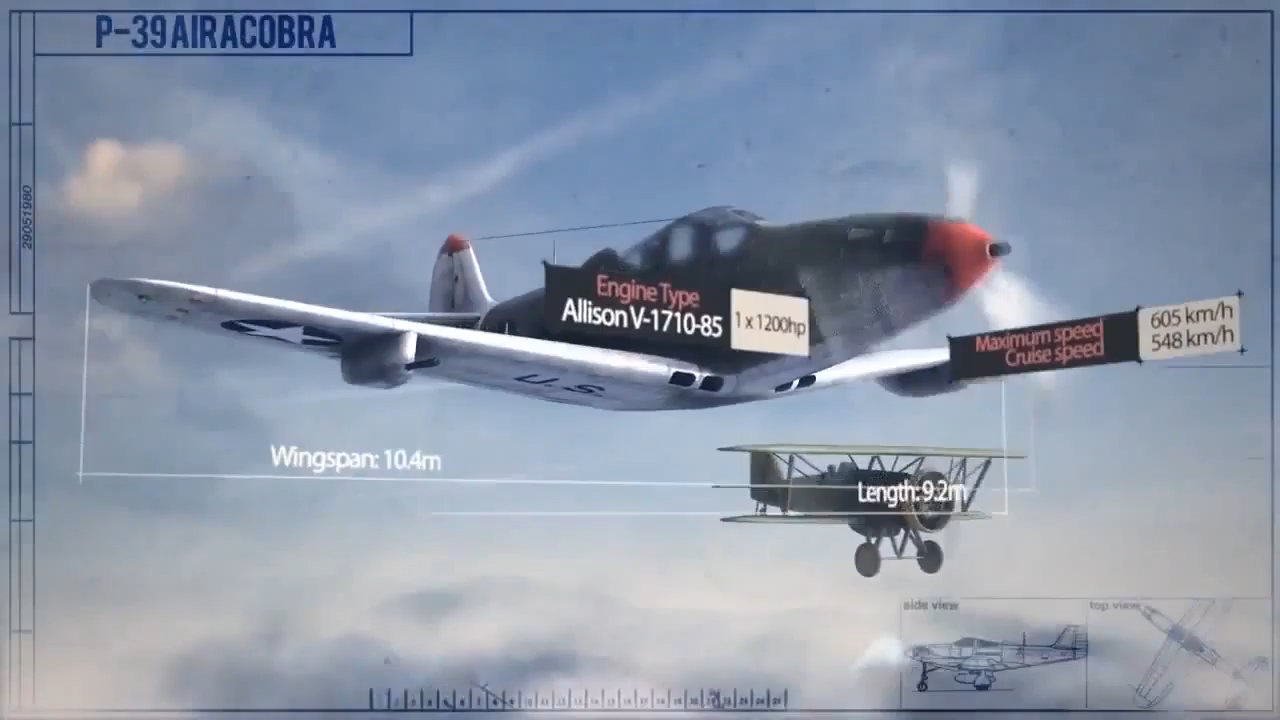 P-39 AIRACOBRA
29051980
Engine Type
Allison V-1710-85
1 x 1200hp
Maximum speed
Cruise speed
605 km/h
548 km/h
U.S
Wingspan: 10.4m
Length: 9.2m
side view
top view